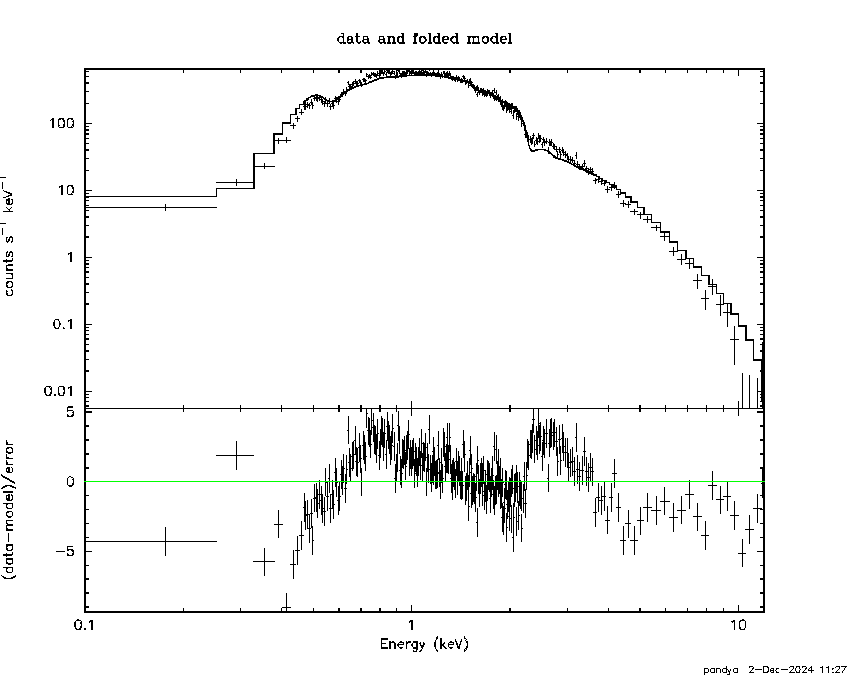 data and folded model
counts s−1 keV−1
100
10
1
0.1
0.01
(data−model)/error
5
0
−5
0.1
1
10
Energy (keV)
pandya 2−Dec−2024 11:27